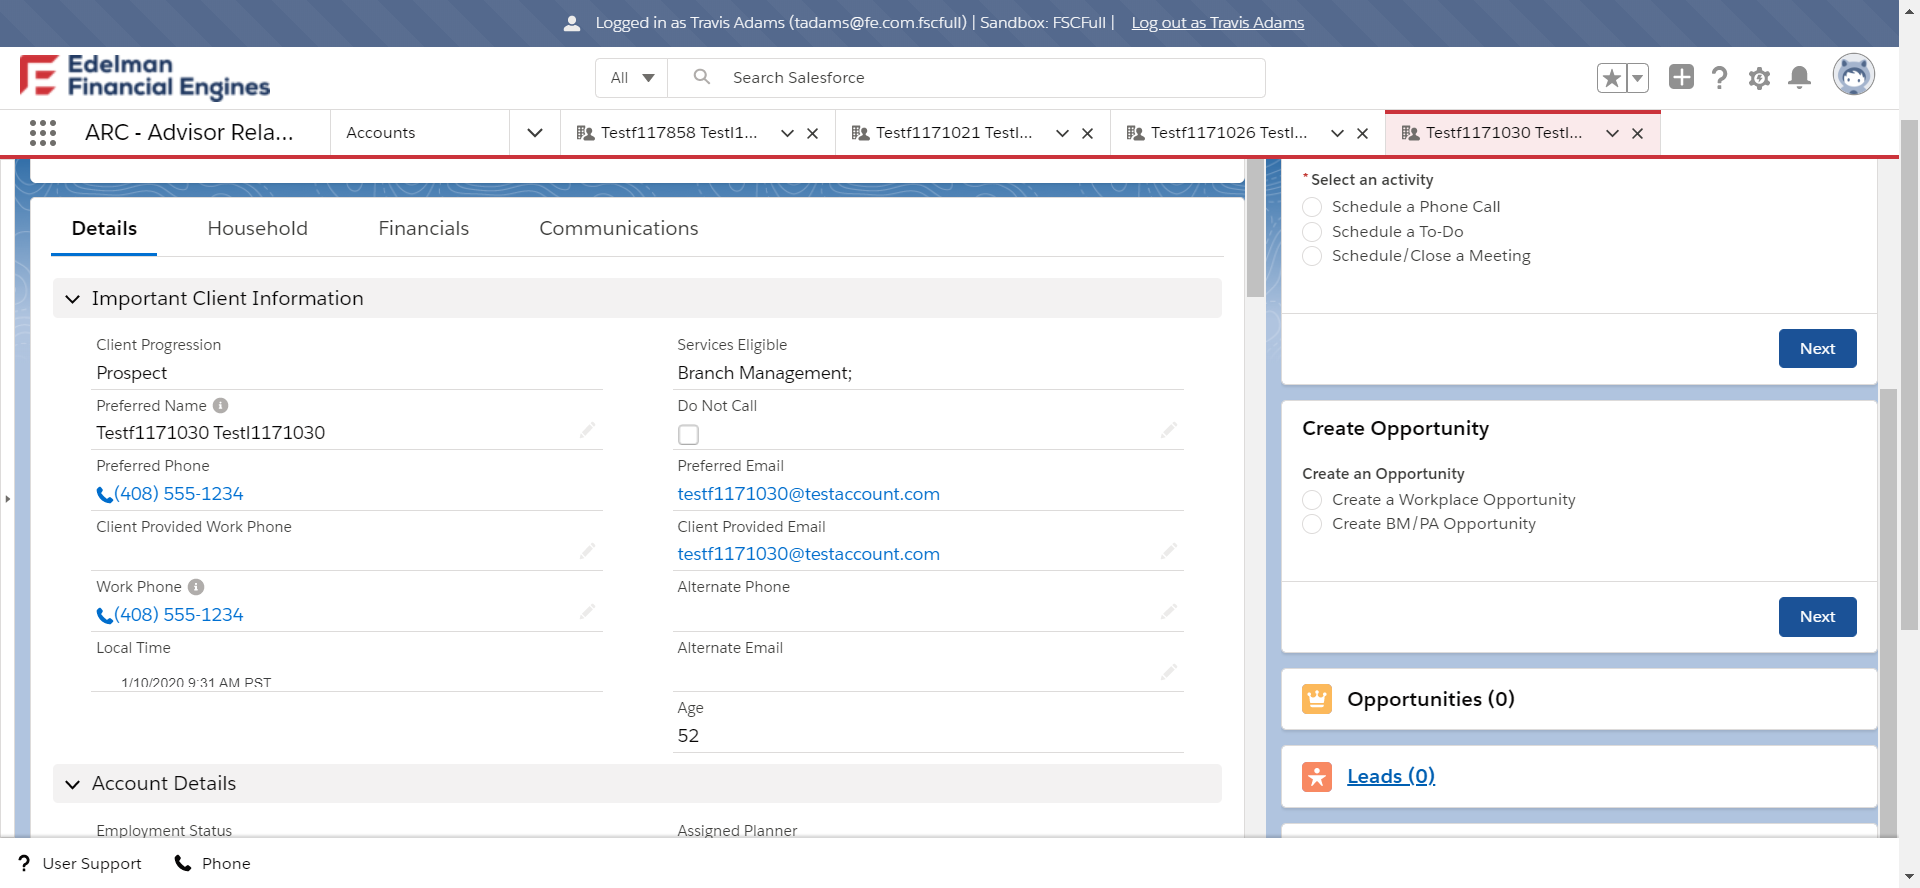 Logged in as Travis Adams (tadams@fe.com.fscfull) | Sandbox: FSCFull | Log out as Travis Adams
Edelman
Financial Engines
All
Search Salesforce
ARC - Advisor Rela...
Accounts
Testf117858 Testl1...
Testf1171021 Testl...
Testf1171026 Testl...
Testf1171030 Testl...
Details
Household
Financials
Communications
Important Client Information
Client Progression
Prospect
Services Eligible
Branch Management;
Preferred Name
Testf1171030 Testl1171030
Do Not Call
Preferred Phone
(408) 555-1234
Preferred Email
testf1171030@testaccount.com
Client Provided Work Phone
Client Provided Email
testf1171030@testaccount.com
Work Phone
(408) 555-1234
Alternate Phone
Local Time
1/10/2020 9:31 AM PST
Alternate Email
Age
52
Account Details
Employment Status
Assigned Planner
*Select an activity
Schedule a Phone Call
Schedule a To-Do
Schedule/Close a Meeting
Next
Create Opportunity
Create an Opportunity
Create a Workplace Opportunity
Create BM/PA Opportunity
Next
Opportunities (0)
Leads (0)
User Support
Phone